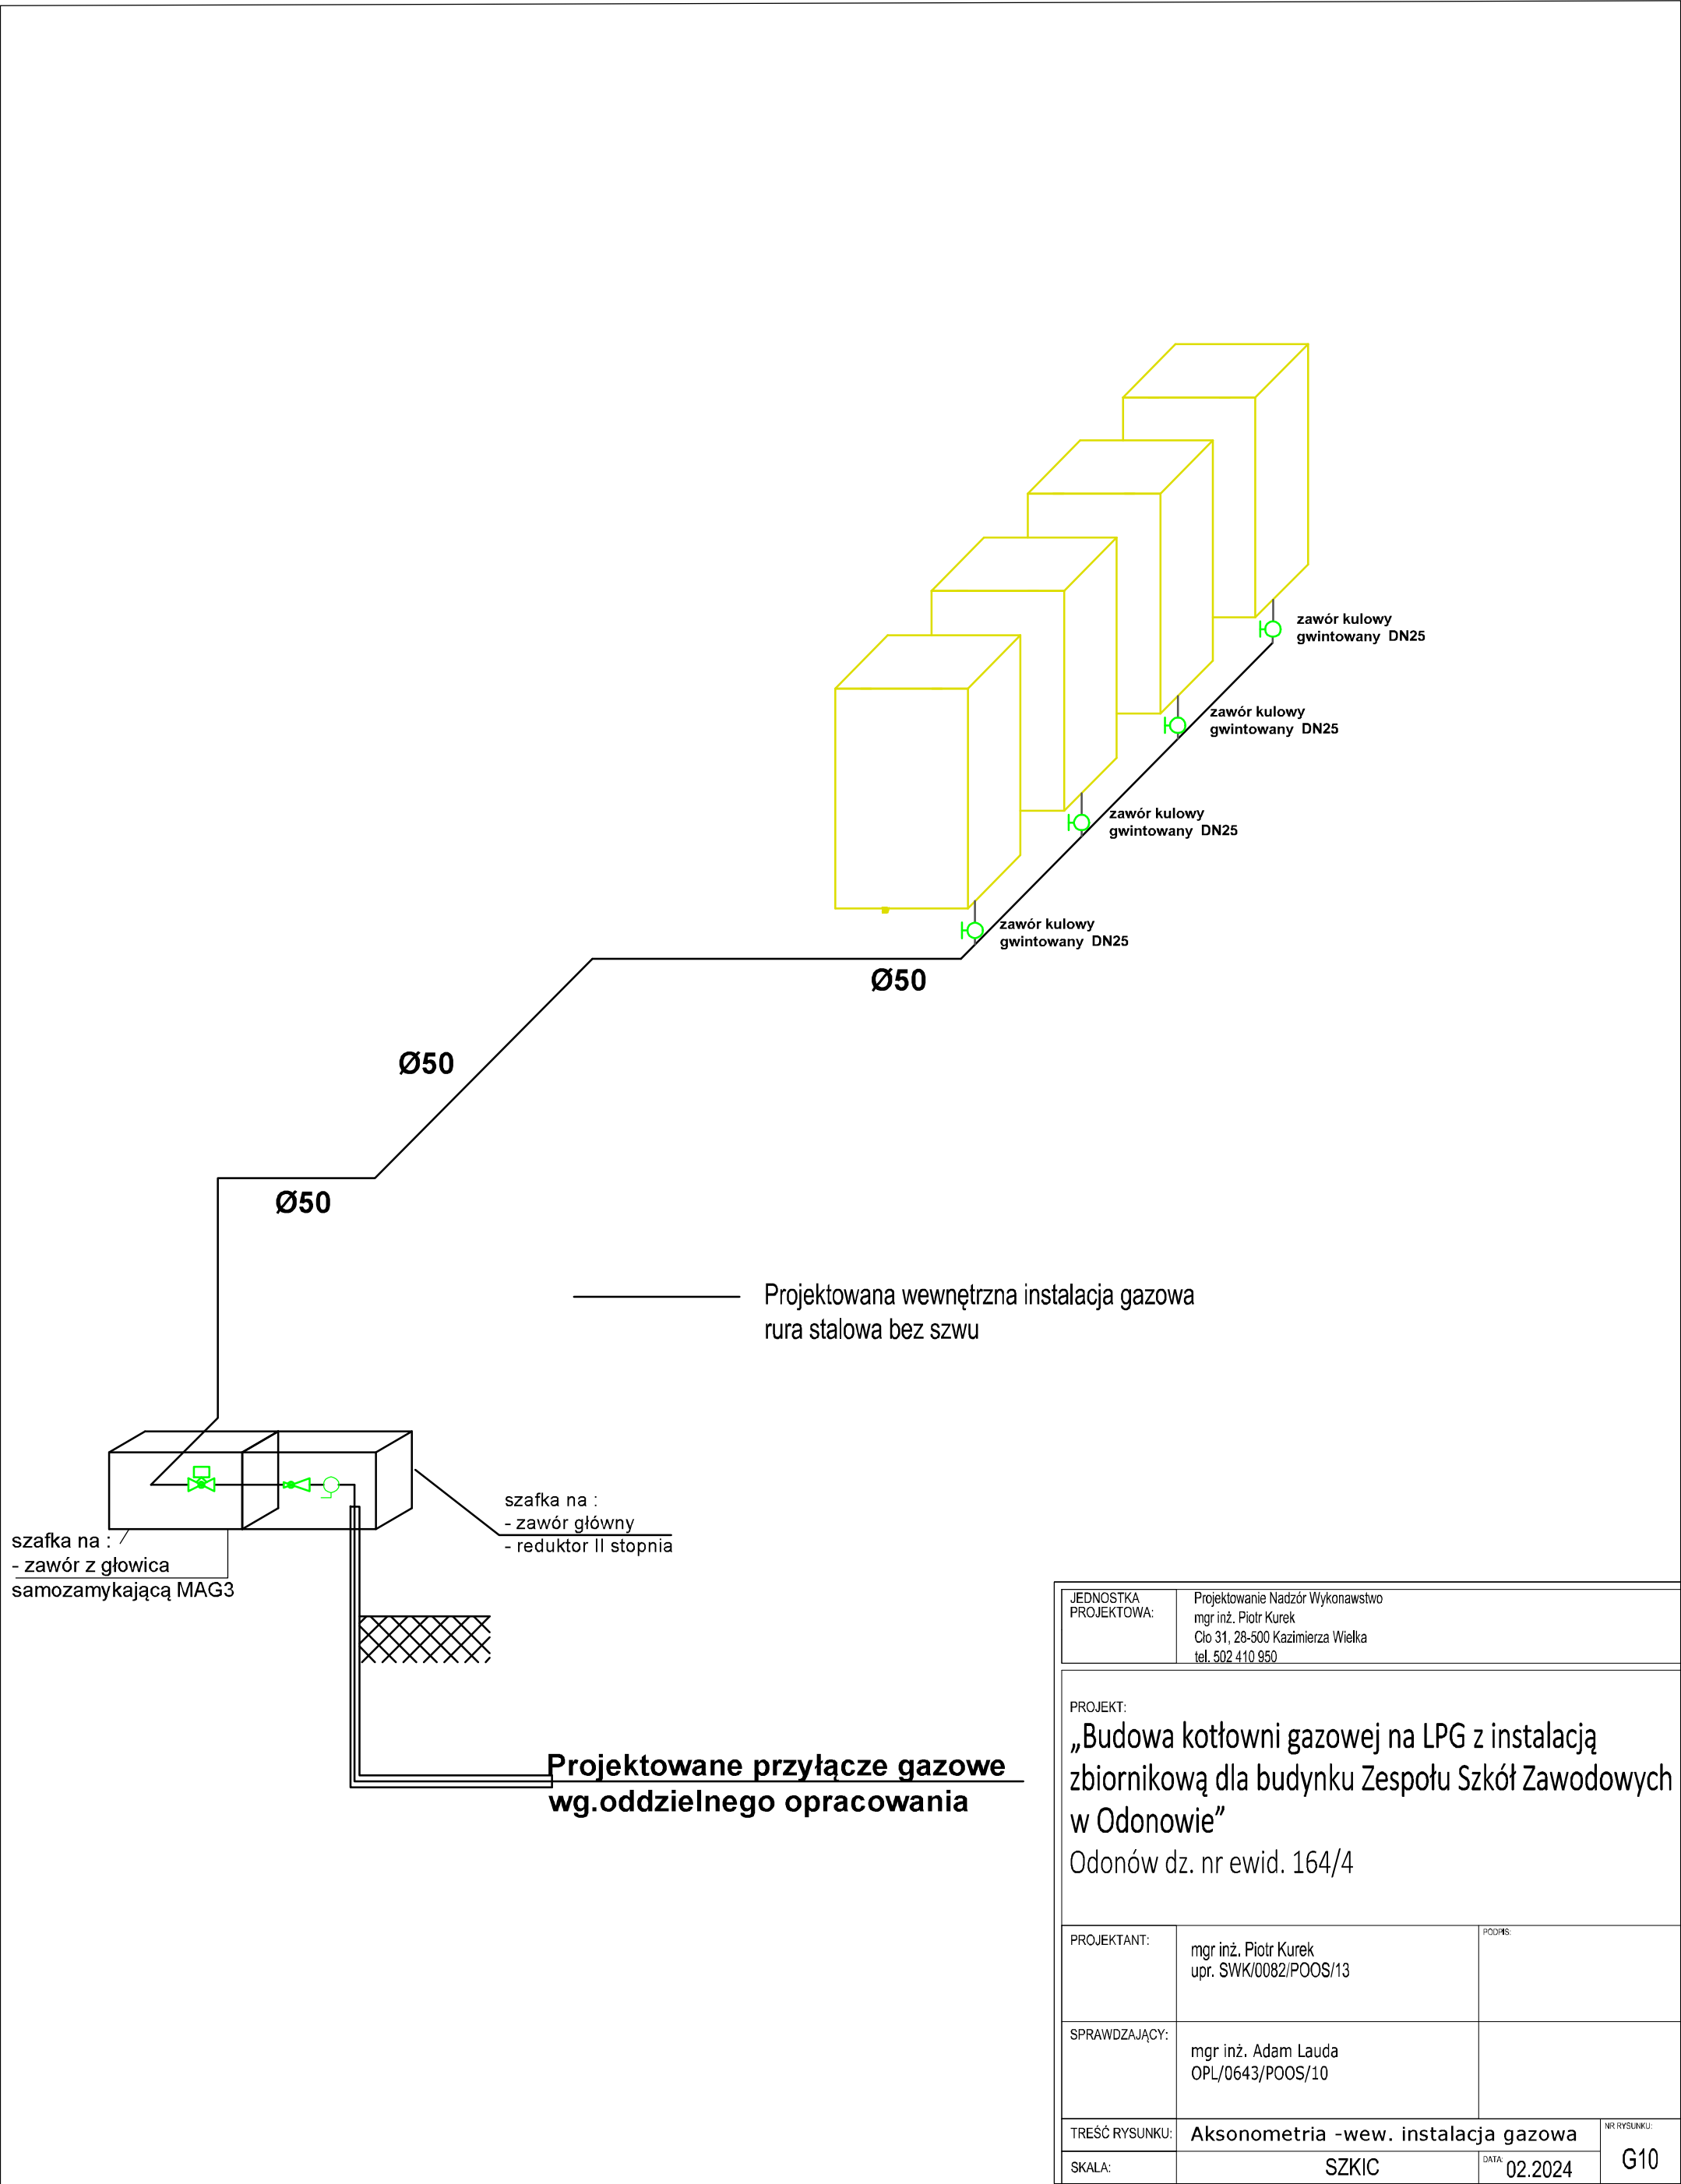 zawór kulowy
gwintowany DN25
zawór kulowy
gwintowany DN25
zawór kulowy
gwintowany DN25
zawór kulowy
gwintowany DN25
Ø50
Ø50
Ø50
Projektowana wewnętrzna instalacja gazowa
rura stalowa bez szwu
szafka na :
- zawór główny
- reduktor II stopnia
szafka na :
- zawór z głowica
samozamykającą MAG3
Projektowane przyłącze gazowe
wg.oddzielnego opracowania
JEDNOSTKA
PROJEKTOWA:
Projektowanie Nadzór Wykonawstwo
mgr inż. Piotr Kurek
Cło 31, 28-500 Kazimierza Wielka
tel. 502 410 950
PROJEKT:
„Budowa kotłowni gazowej na LPG z instalacją
zbiornikową dla budynku Zespołu Szkół Zawodowych
w Odonowie”
Odonów dz. nr ewid. 164/4
PROJEKTANT:
mgr inż. Piotr Kurek
upr. SWK/0082/POOS/13
PODPIS:
SPRAWDZAJĄCY:
mgr inż. Adam Lauda
OPL/0643/POOS/10
TREŚĆ RYSUNKU:
Aksonometria -wew. instalacja gazowa
NR RYSUNKU:
G10
SKALA:
SZKIC
DATA:
02.2024